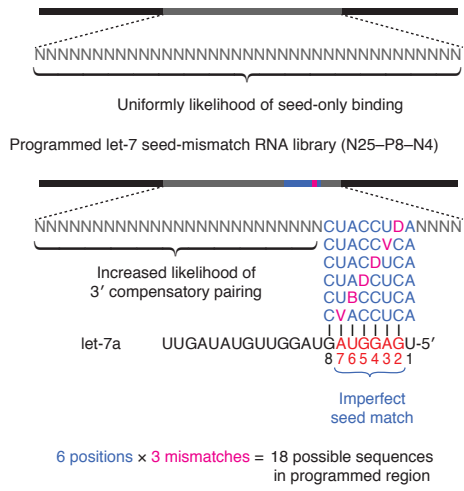 NNNNNNNNNNNNNNNNNNNNNNNNNNNNNNNNNNNNN
Uniformly likelihood of seed-only binding
Programmed let-7 seed-mismatch RNA library (N25–P8–N4)
NNNNNNNNNNNNNNNNNNNNNNNNNCUACCUDANNNN
CUACCVCA
CUACDUCA
CUADCUCA
CUBCCUCA
CVACCUCA
Increased likelihood of
3′ compensatory pairing
let-7a UUGAUAUGUUGGAUGAUGGAGU-5′
8 7 6 5 4 3 2 1
Imperfect
seed match
6 positions × 3 mismatches = 18 possible sequences
in programmed region